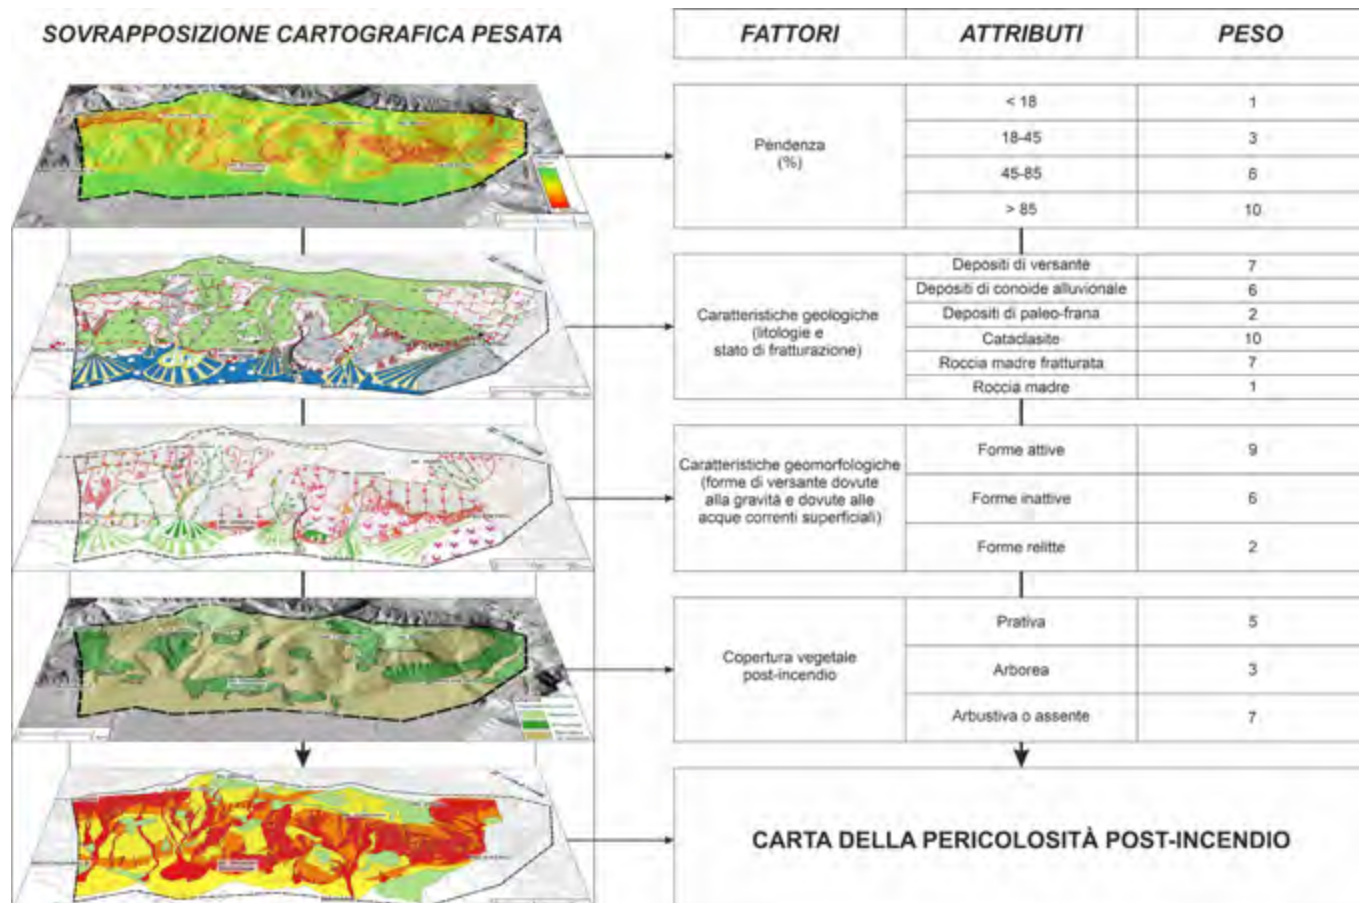 SOVRAPPOSIZIONE CARTOGRAFICA PESATA
FATTORI ATTRIBUTI PESO
Pendenza
(%)
< 18 1
18-45 3
45-85 6
> 85 10
Caratteristiche geologiche
(litologie e
stato di fratturazione)
Depositi di versante 7
Depositi di conoide alluvionale 6
Depositi di paleo-frana 2
Cataclasite 10
Roccia madre fratturata 7
Roccia madre 1
Caratteristiche geomorfologiche
(forme di versante dovute
alla gravità e dovute alle
acque correnti superficiali)
Forme attive 9
Forme inattive 6
Forme relitte 2
Copertura vegetale
post-incendio
Prativa 5
Arborea 3
Arbustiva o assente 7
CARTA DELLA PERICOLOSITÀ POST-INCENDIO